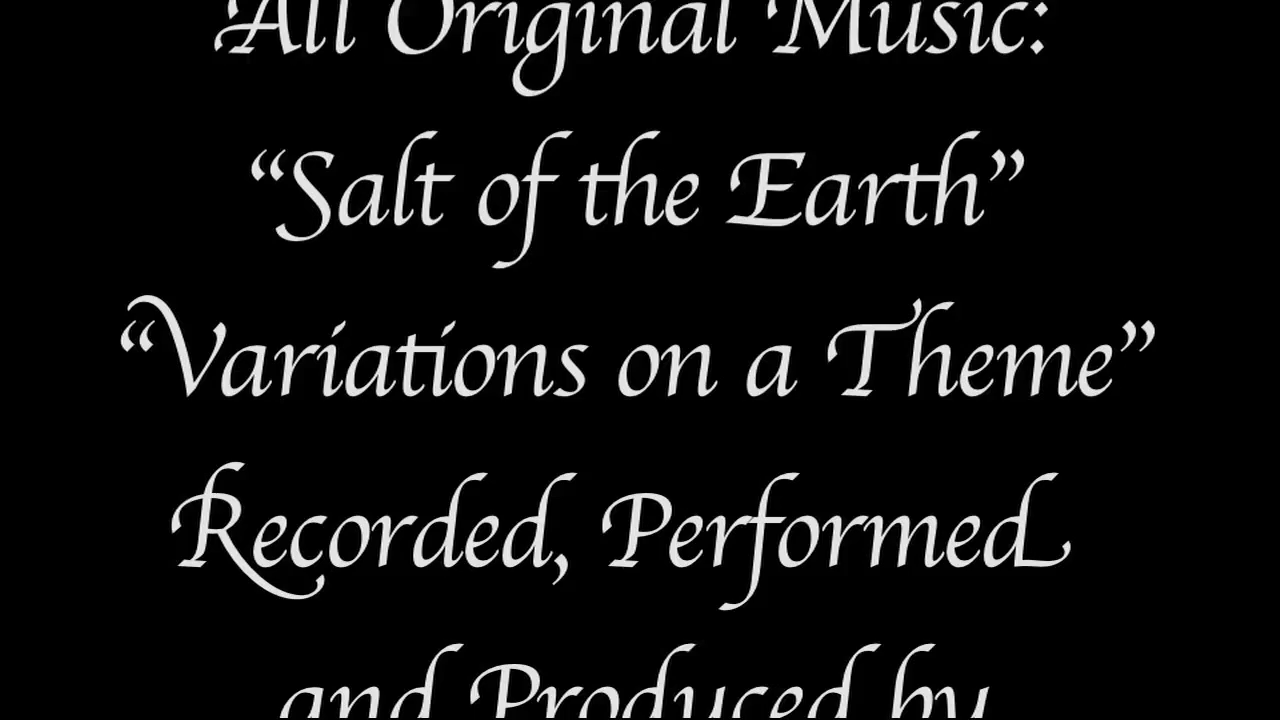 All Original Music:
“Salt of the Earth”
“Variations on a Theme”
Recorded, Performed
and Produced by